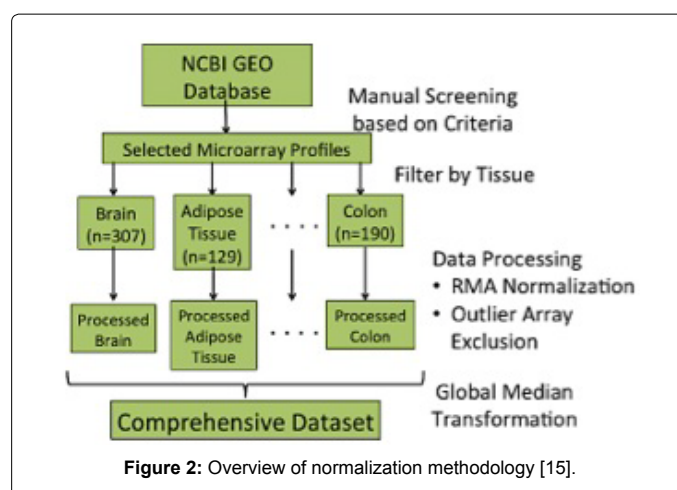 NCBI GEO
Database
Manual Screening
based on Criteria
Selected Microarray Profiles
Filter by Tissue
Brain
(n=307)
Adipose
Tissue
(n=129)
. . . .
Colon
(n=190)
Data Processing
• RMA Normalization
• Outlier Array
Exclusion
Processed
Brain
Processed
Adipose
Tissue
. . . .
Processed
Colon
Global Median
Transformation
Comprehensive Dataset
Figure 2: Overview of normalization methodology [15].